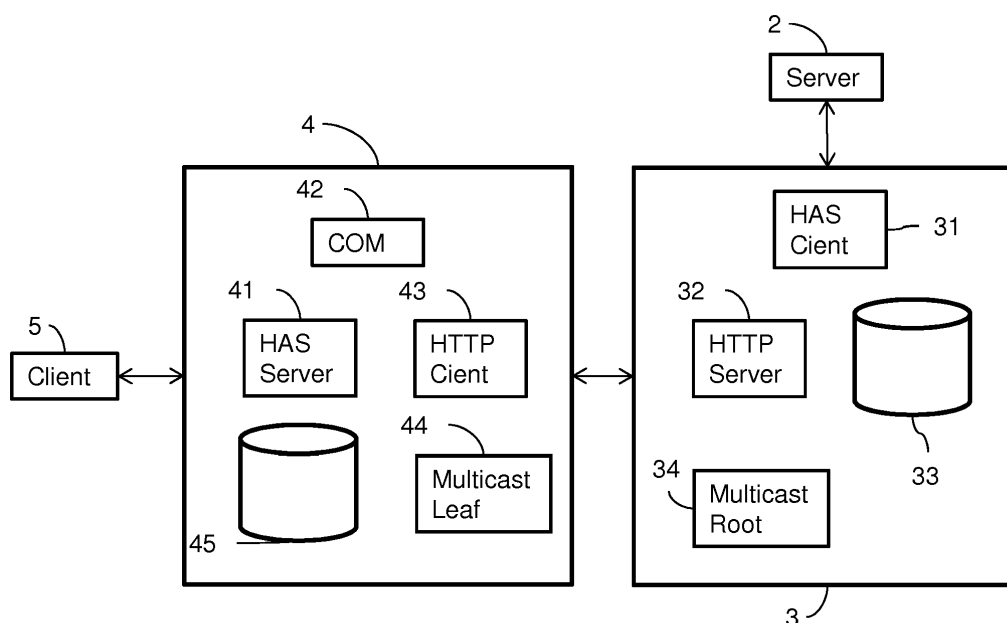 2
Server
4
42
COM
HAS
Cient
31
41
43
32
5
Client
HAS
Server
HTTP
Cient
HTTP
Server
44
33
34
Multicast
Leaf
Multicast
Root
45
3